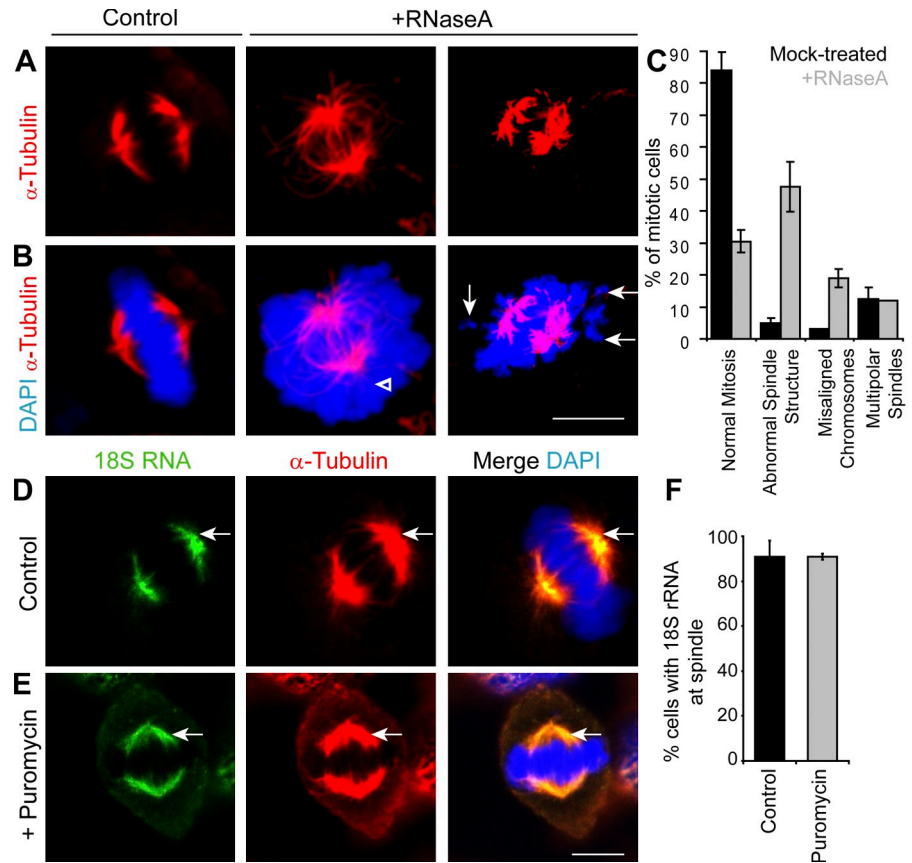 Control
+RNaseA
A
α-Tubulin
B
DAPI α-Tubulin
C
Mock-treated
+RNaseA
% of mitotic cells
90
80
70
60
50
40
30
20
10
0
Normal Mitosis
Abnormal Spindle
Structure
Misaligned
Chromosomes
Multipolar
Spindles
18S RNA
α-Tubulin
Merge DAPI
D
Control
E
+ Puromycin
F
% cells with 18S rRNA
at spindle
100
80
60
40
20
0
Control
Puromycin